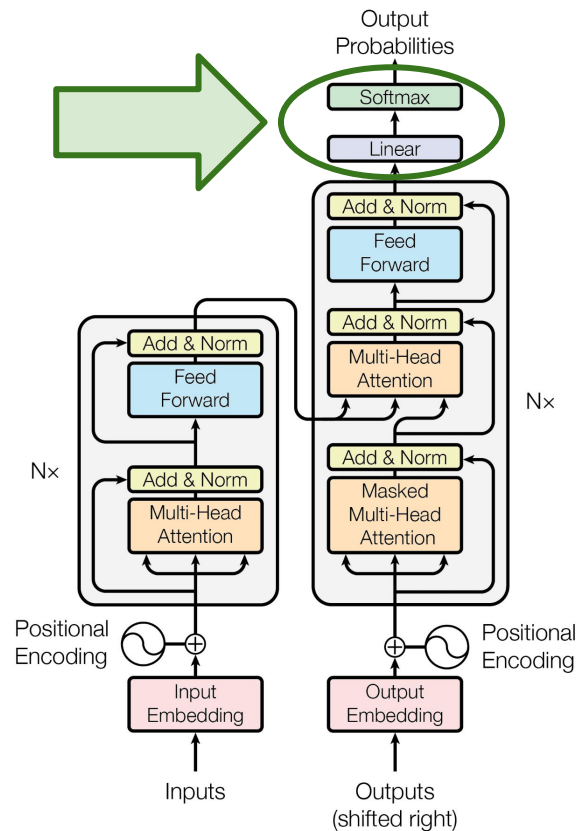 Output
Probabilities
Softmax
Linear
Add & Norm
Feed
Forward
Add & Norm
Multi-Head
Attention
Add & Norm
Masked
Multi-Head
Attention
N×
Add & Norm
Feed
Forward
Add & Norm
Multi-Head
Attention
N×
Positional
Encoding
Positional
Encoding
Input
Embedding
Output
Embedding
Inputs
Outputs
(shifted right)